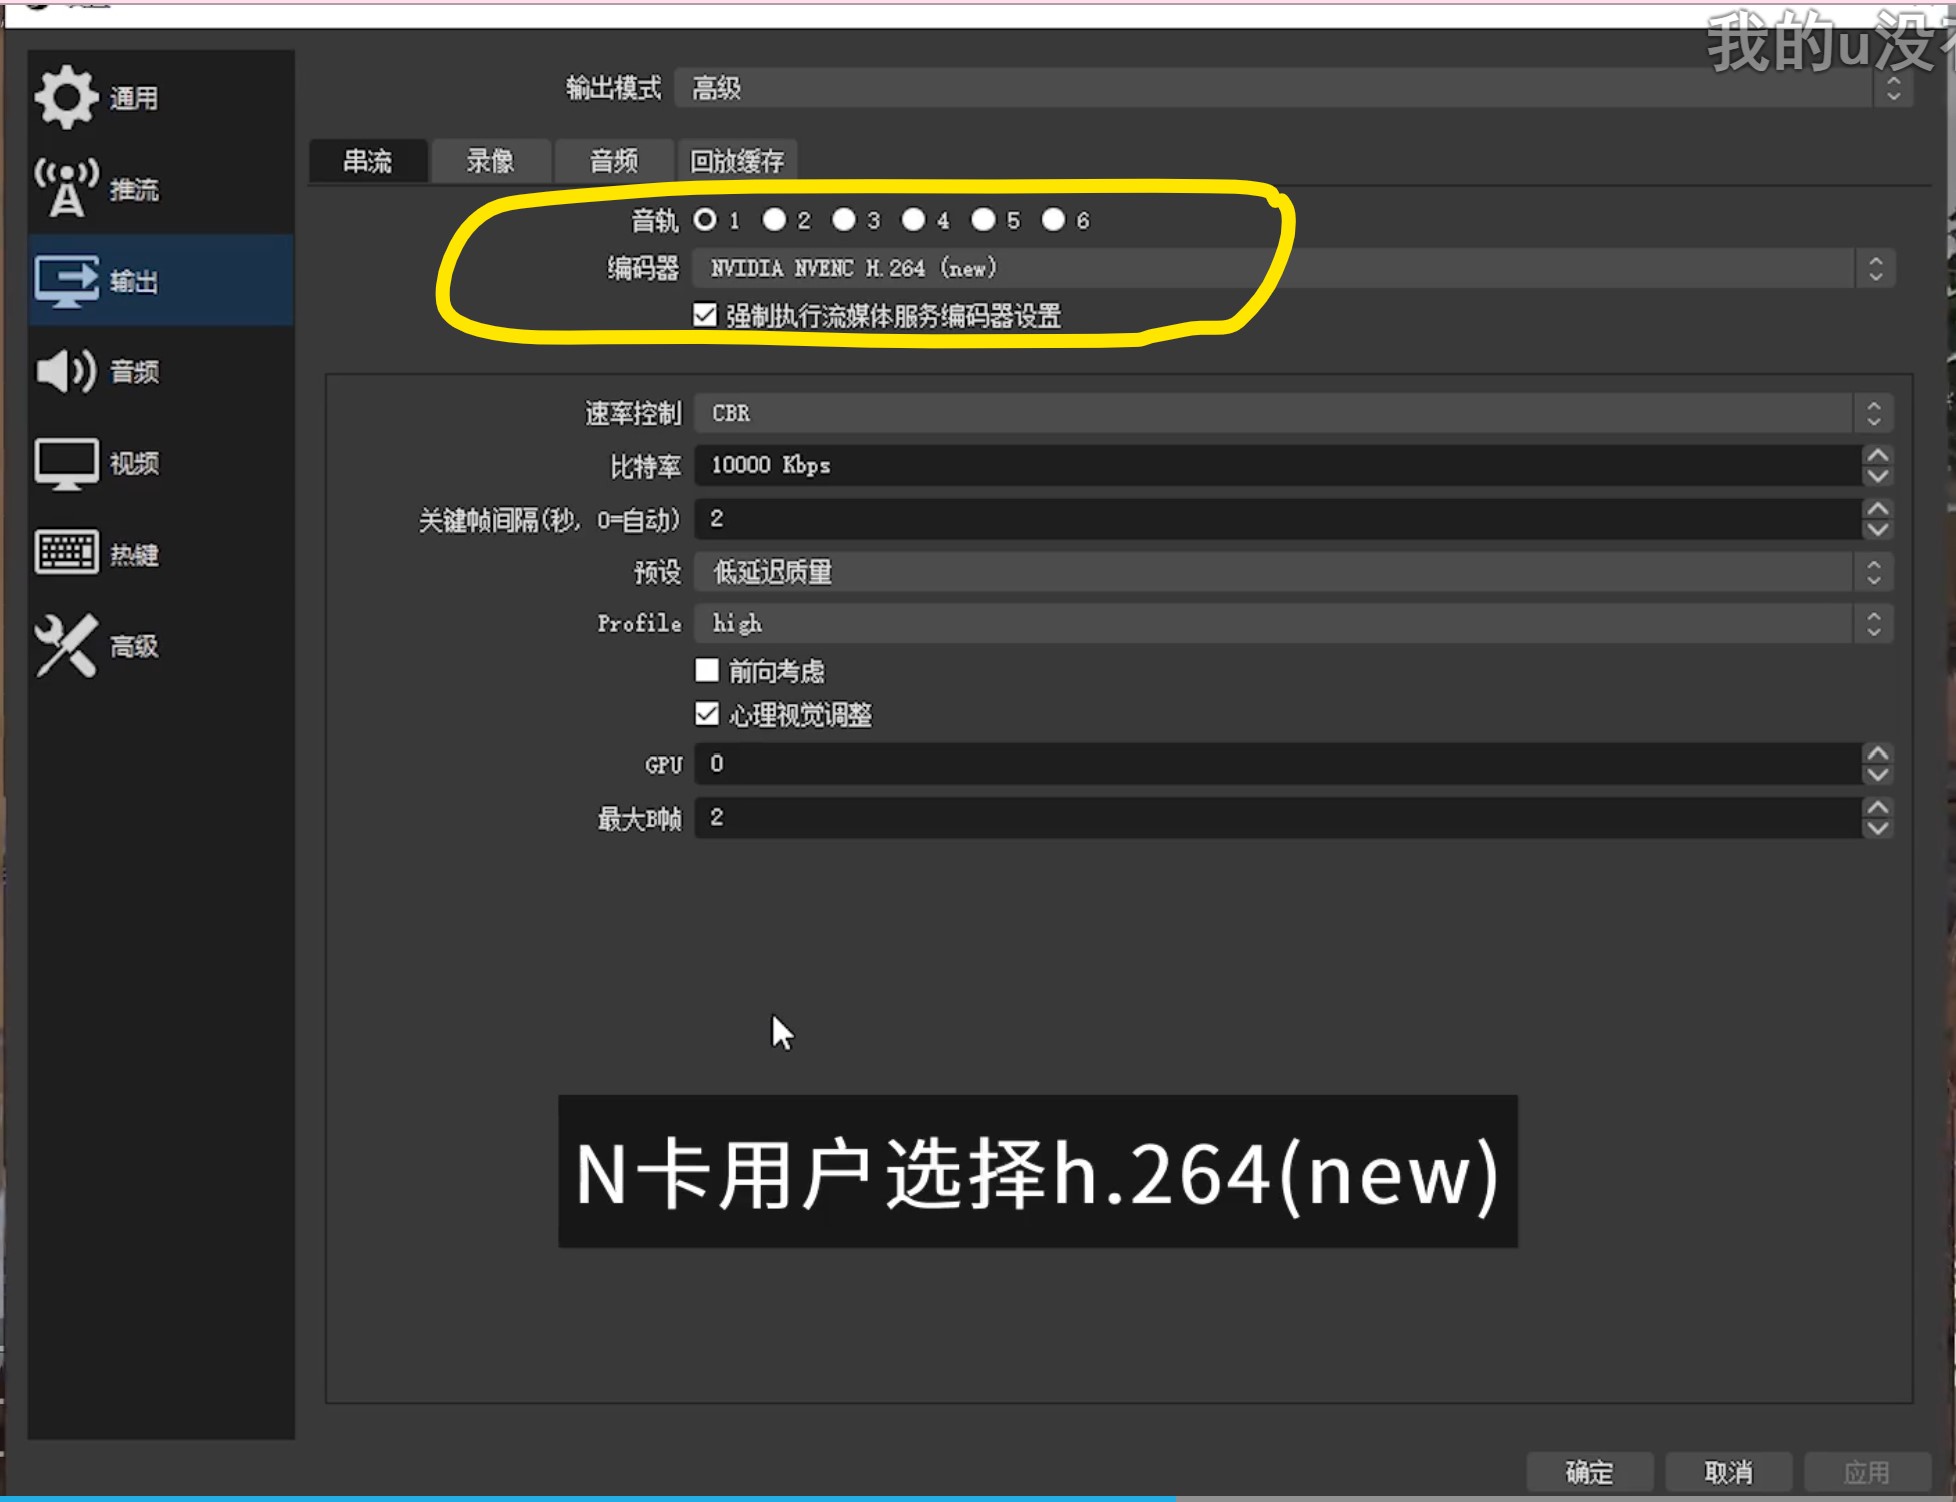 我的u没
通用
推流
输出
音频
视频
热键
高级
输出模式 高级
串流 录像 音频 回放缓存
音轨 1 2 3 4 5 6
编码器 NVIDIA NVENC H.264 (new)
强制执行流媒体服务编码器设置
速率控制 CBR
比特率 10000 Kbps
关键帧间隔(秒, 0=自动) 2
预设 低延迟质量
Profile high
前向考虑
心理视觉调整
GPU 0
最大B帧 2
N卡用户选择h.264(new)
确定 取消 应用